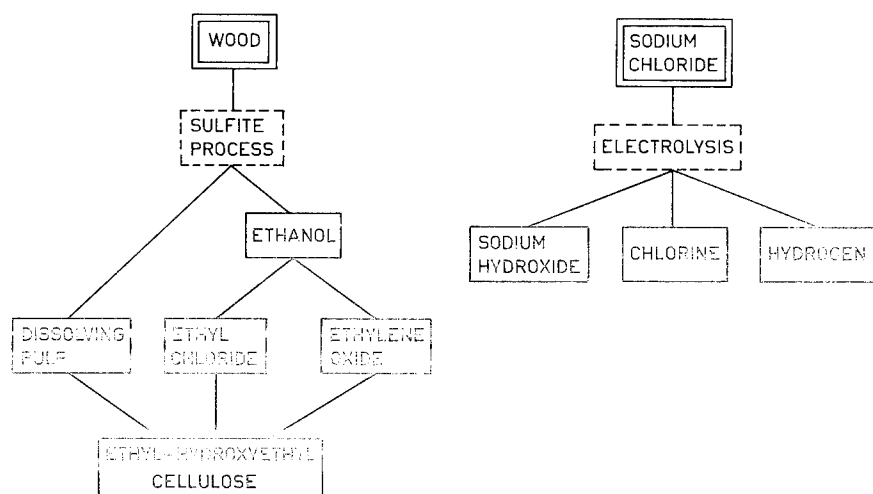 WOOD
SULFITE
PROCESS
ETHANOL
DISSOLVING
PULP
ETHYL
CHLORIDE
ETHYLENE
OXIDE
ETHYL-HYDROXYETHYL
CELLULOSE
SODIUM
CHLORIDE
ELECTROLYSIS
SODIUM
HYDROXIDE
CHLORINE
HYDROGEN